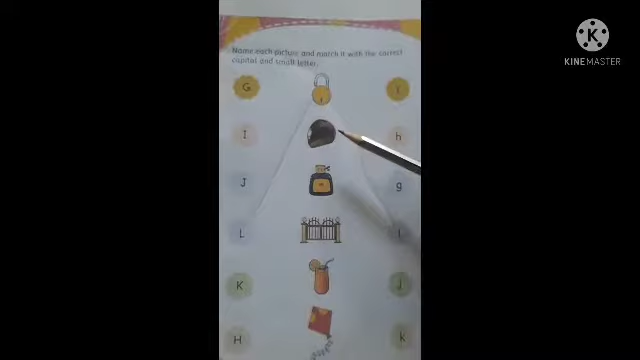 Name each picture and match it with the correct
capital and small letter.
G
I
h
J
g
L
l
K
j
H
k
K
KINEMASTER